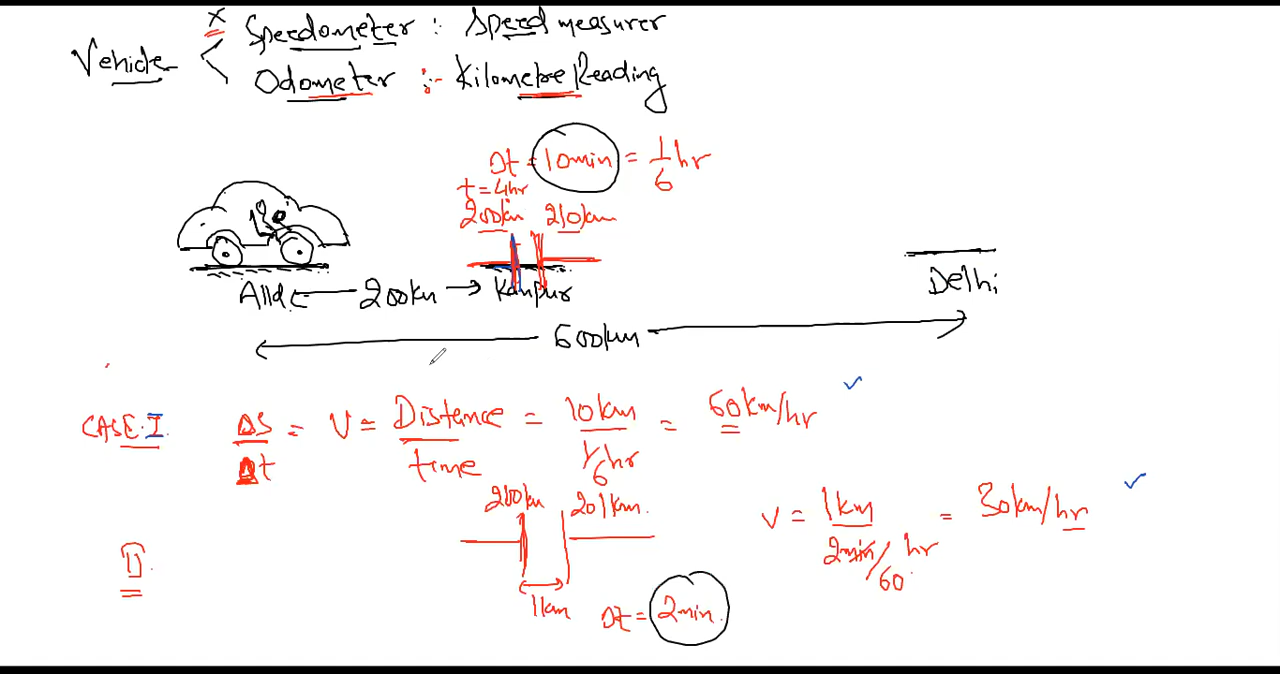 x
Speedometer : Speed measurer
Vehicle
Odometer :- Kilometre Reading
Δt = 10min = 1/6 hr
t = 4hr
200km 210km
Alld ← 200km → Kanpur
Delhi
600km
CASE-I ΔS/Δt = V = Distance/time = 10km / 1/6 hr = 60km/hr ✓
200km 201km.
V = 1km / 2min/60 hr = 30km/hr ✓
II
1km
Δt = 2min.